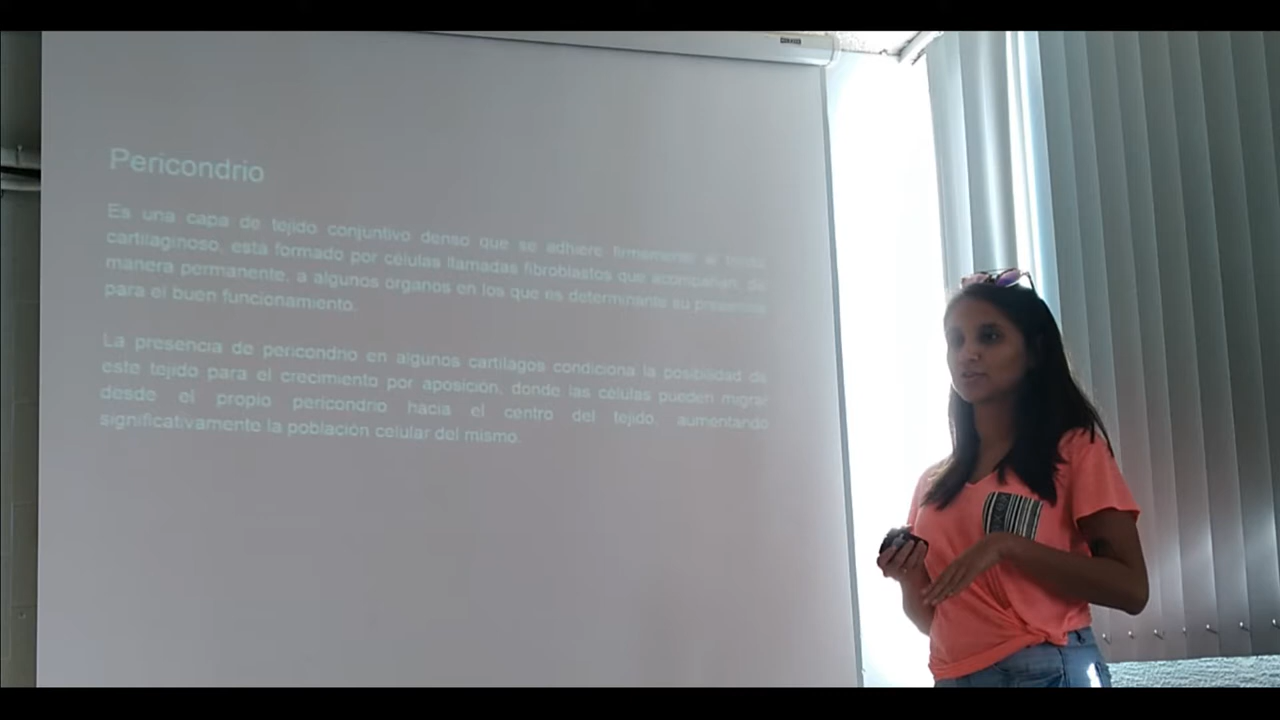 Pericondrio
Es una capa de tejido conjuntivo denso que se adhiere firmemente al tejido
cartilaginoso, está formado por células llamadas fibroblastos que acompañan, de
manera permanente, a algunos órganos en los que es determinante su presencia
para el buen funcionamiento.
La presencia de pericondrio en algunos cartílagos condiciona la posibilidad de
este tejido para el crecimiento por aposición, donde las células pueden migrar
desde el propio pericondrio hacia el centro del tejido, aumentando
significativamente la población celular del mismo.